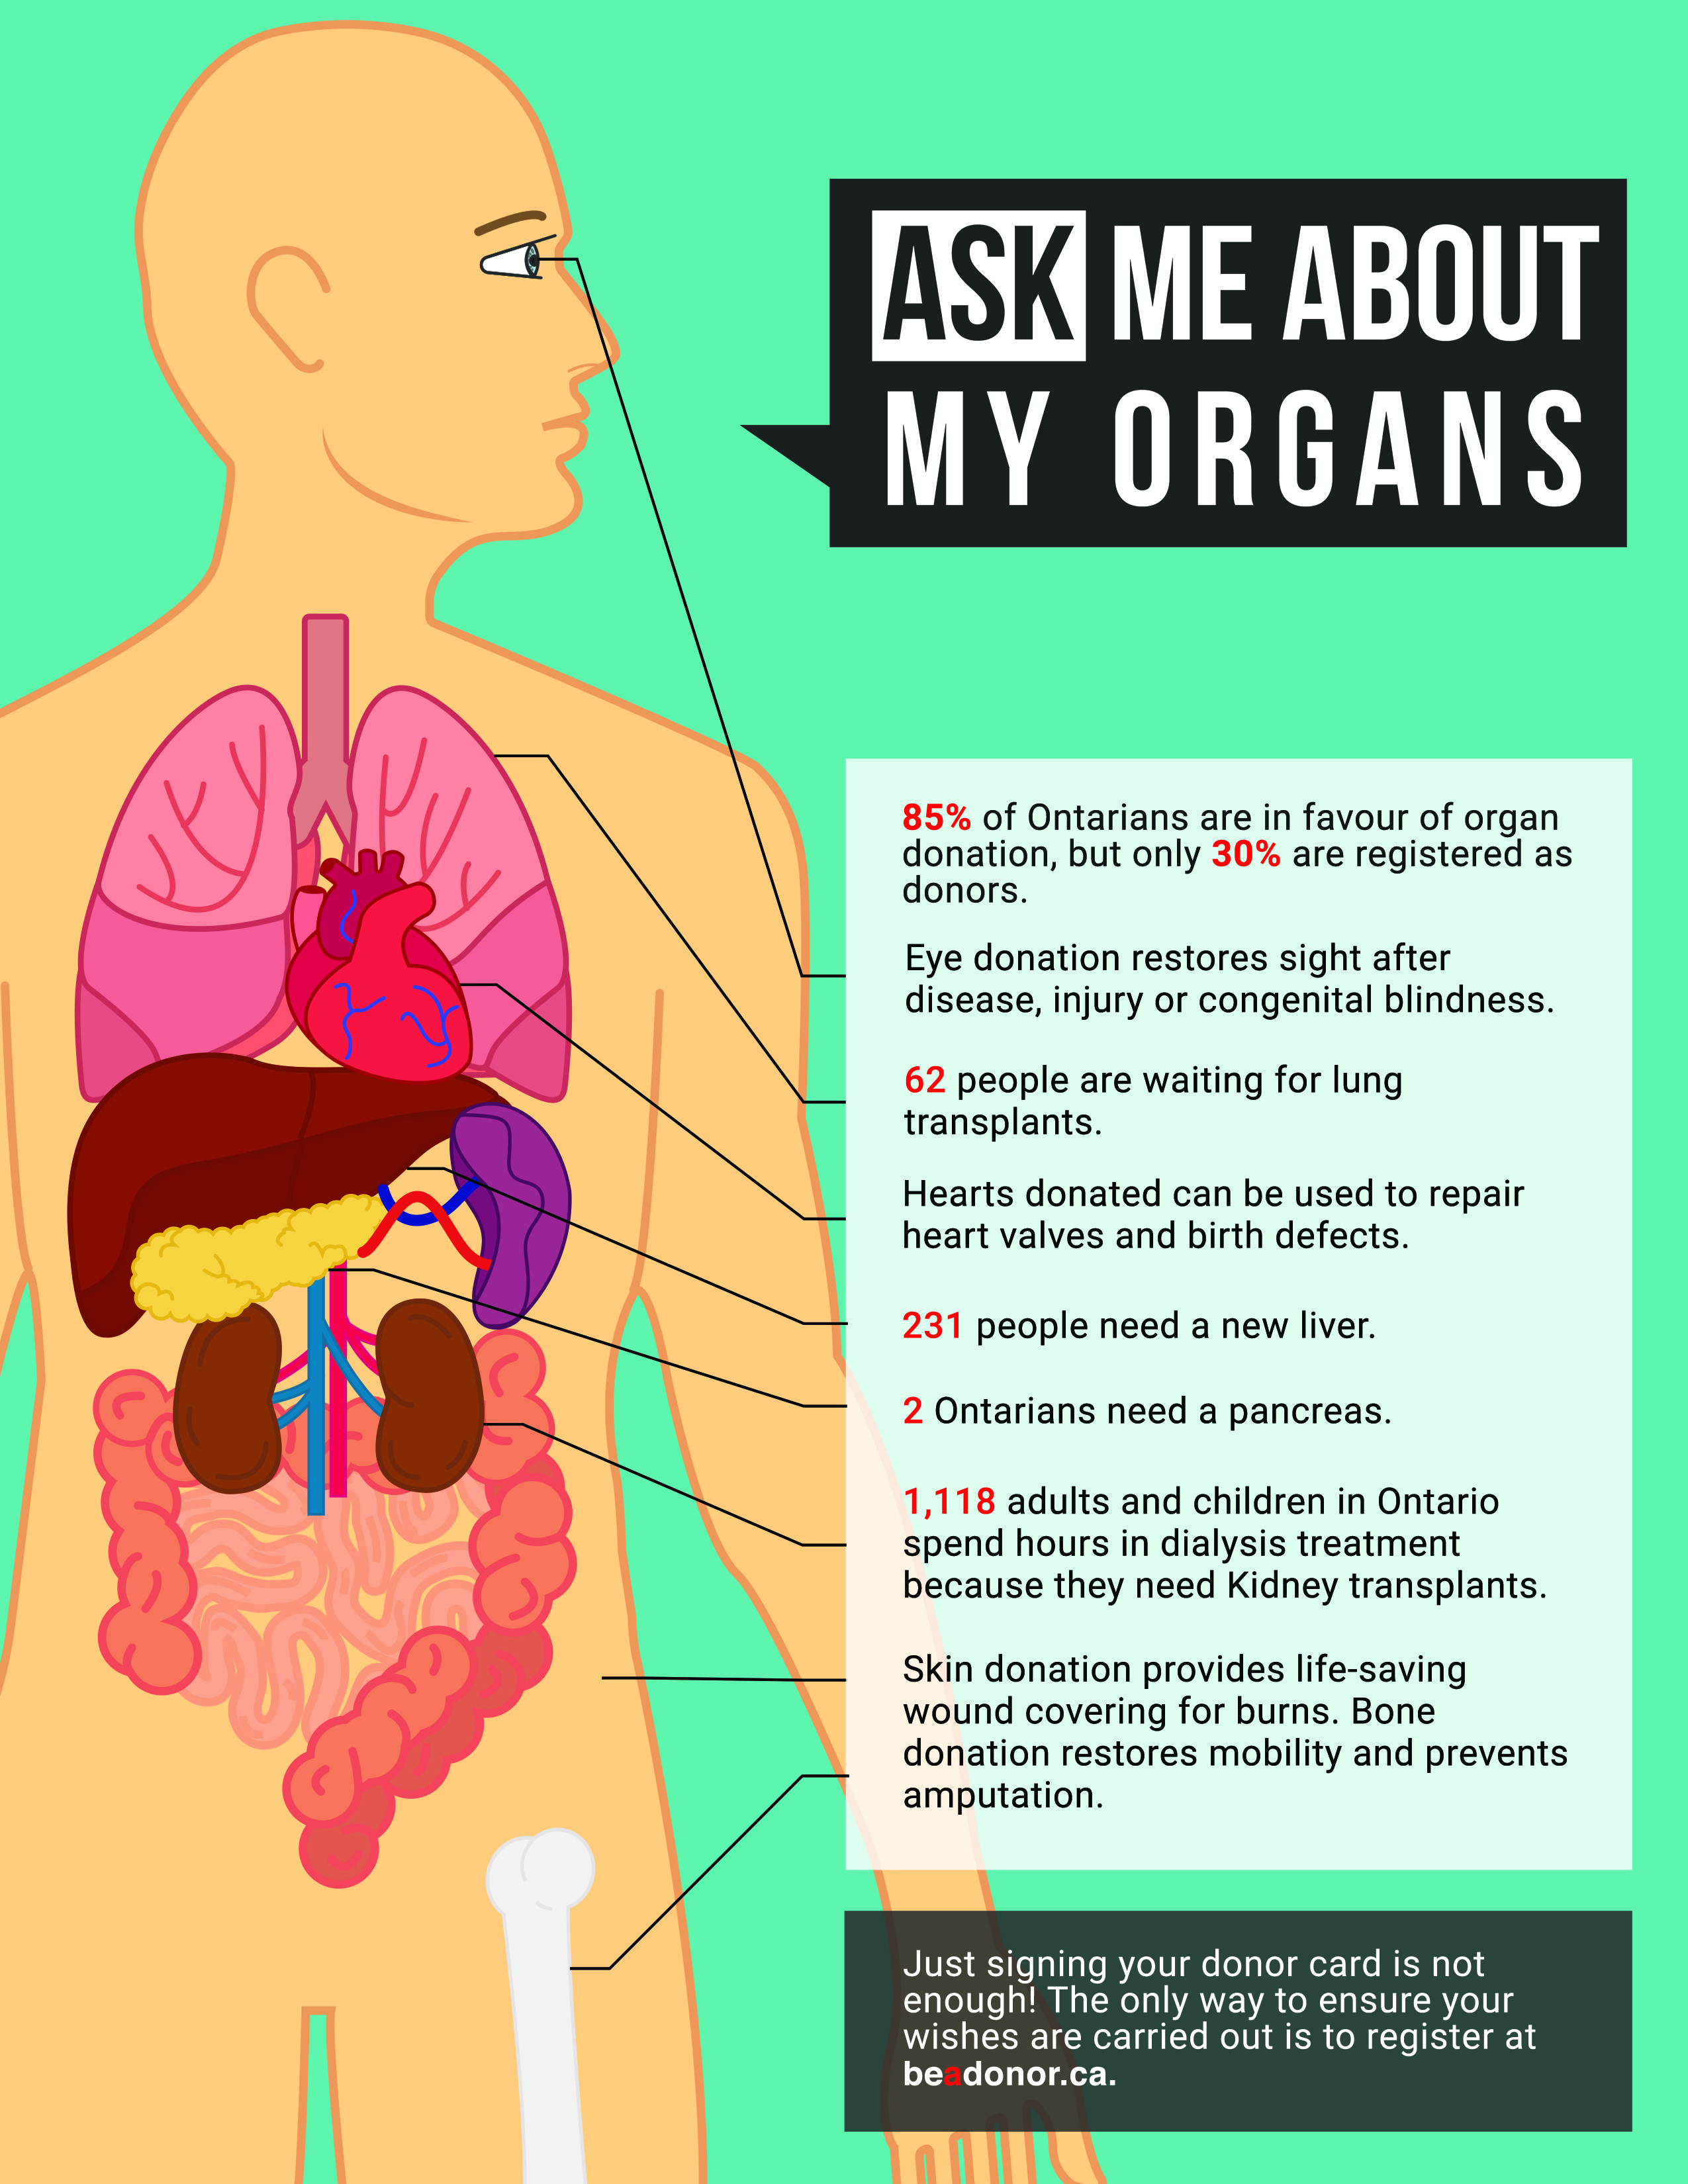 ASK ME ABOUT
MY ORGANS
85% of Ontarians are in favour of organ
donation, but only 30% are registered as
donors.
Eye donation restores sight after
disease, injury or congenital blindness.
62 people are waiting for lung
transplants.
Hearts donated can be used to repair
heart valves and birth defects.
231 people need a new liver.
2 Ontarians need a pancreas.
1,118 adults and children in Ontario
spend hours in dialysis treatment
because they need Kidney transplants.
Skin donation provides life-saving
wound covering for burns. Bone
donation restores mobility and prevents
amputation.
Just signing your donor card is not
enough! The only way to ensure your
wishes are carried out is to register at
beadonor.ca.